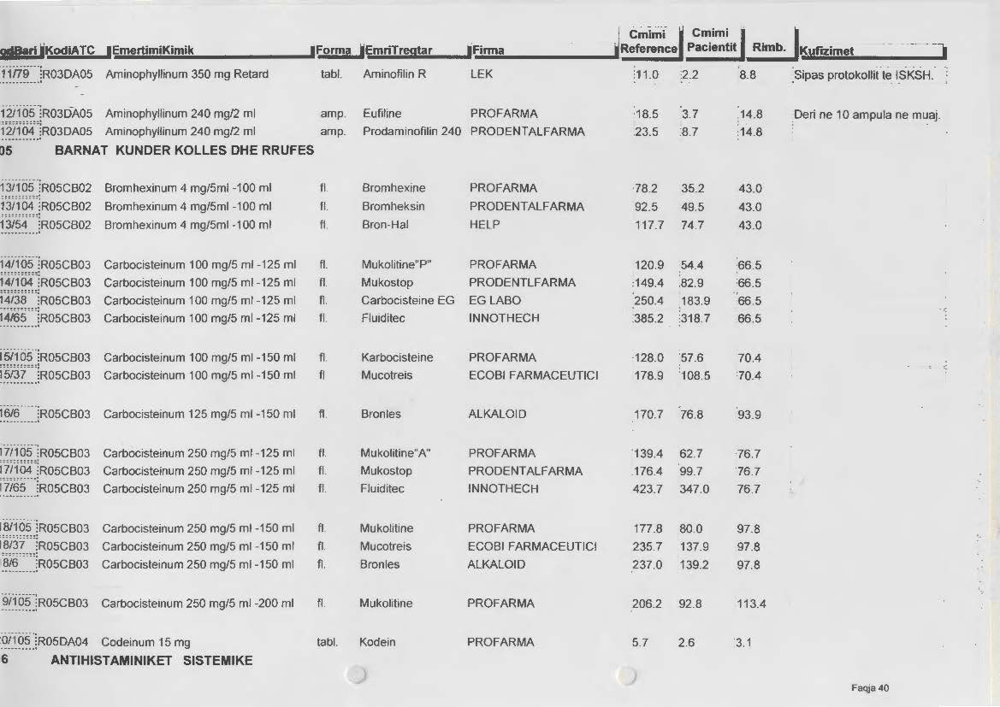 odBari KodiATC EmertimiKimik Forma EmriTregtar Firma Cmimi Reference Cmimi Pacientit Rimb. Kufizimet
11/79 R03DA05 Aminophyllinum 350 mg Retard tabl. Aminofilin R LEK 11.0 2.2 8.8 Sipas protokollit te ISKSH.
12/105 R03DA05 Aminophyllinum 240 mg/2 ml amp. Eufiline PROFARMA 18.5 3.7 14.8 Deri ne 10 ampula ne muaj.
12/104 R03DA05 Aminophyllinum 240 mg/2 ml amp. Prodaminofilin 240 PRODENTALFARMA 23.5 8.7 14.8
05 BARNAT KUNDER KOLLES DHE RRUFES
13/105 R05CB02 Bromhexinum 4 mg/5ml -100 ml fl. Bromhexine PROFARMA 78.2 35.2 43.0
13/104 R05CB02 Bromhexinum 4 mg/5ml -100 ml fl. Bromheksin PRODENTALFARMA 92.5 49.5 43.0
13/54 R05CB02 Bromhexinum 4 mg/5ml -100 ml fl. Bron-Hal HELP 117.7 74.7 43.0
14/105 R05CB03 Carbocisteinum 100 mg/5 ml -125 ml fl. Mukolitine"P" PROFARMA 120.9 54.4 66.5
14/104 R05CB03 Carbocisteinum 100 mg/5 ml -125 ml fl. Mukostop PRODENTLFARMA 149.4 82.9 66.5
14/38 R05CB03 Carbocisteinum 100 mg/5 ml -125 ml fl. Carbocisteine EG EG LABO 250.4 183.9 66.5
14/65 R05CB03 Carbocisteinum 100 mg/5 ml -125 ml fl. Fluiditec INNOTHECH 385.2 318.7 66.5
15/105 R05CB03 Carbocisteinum 100 mg/5 ml -150 ml fl. Karbocisteine PROFARMA 128.0 57.6 70.4
15/37 R05CB03 Carbocisteinum 100 mg/5 ml -150 ml fl Mucotreis ECOBI FARMACEUTICI 178.9 108.5 70.4
16/6 R05CB03 Carbocisteinum 125 mg/5 ml -150 ml fl. Bronles ALKALOID 170.7 76.8 93.9
17/105 R05CB03 Carbocisteinum 250 mg/5 ml -125 ml fl. Mukolitine"A" PROFARMA 139.4 62.7 76.7
17/104 R05CB03 Carbocisteinum 250 mg/5 ml -125 ml fl. Mukostop PRODENTALFARMA 176.4 99.7 76.7
17/65 R05CB03 Carbocisteinum 250 mg/5 ml -125 ml fl. Fluiditec INNOTHECH 423.7 347.0 76.7
18/105 R05CB03 Carbocisteinum 250 mg/5 ml -150 ml fl. Mukolitine PROFARMA 177.8 80.0 97.8
18/37 R05CB03 Carbocisteinum 250 mg/5 ml -150 ml fl. Mucotreis ECOBI FARMACEUTICI 235.7 137.9 97.8
8/6 R05CB03 Carbocisteinum 250 mg/5 ml -150 ml fl. Bronles ALKALOID 237.0 139.2 97.8
9/105 R05CB03 Carbocisteinum 250 mg/5 ml -200 ml fl. Mukolitine PROFARMA 206.2 92.8 113.4
0/105 R05DA04 Codeinum 15 mg tabl. Kodein PROFARMA 5.7 2.6 3.1
6 ANTIHISTAMINIKET SISTEMIKE
Faqja 40